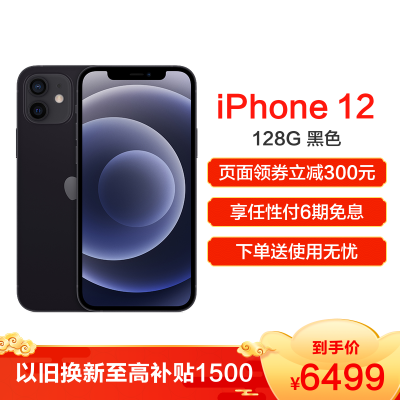 iPhone 12
128G 黑色
页面领券立减300元
享任性付6期免息
下单送使用无忧
到手价
以旧换新至高补贴1500
¥6499